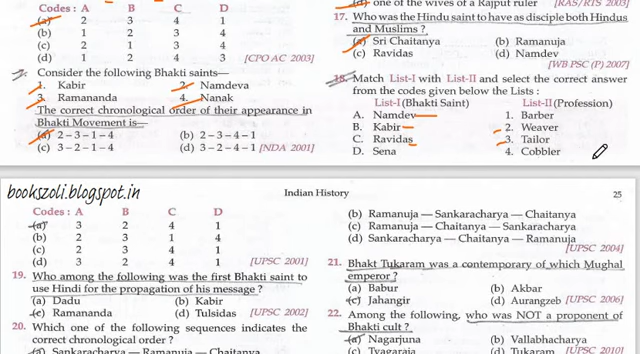 Codes : A B C D
(a) 2 3 4 1
(b) 1 2 3 4
(c) 2 1 3 4
(d) 1 2 4 3 [CPO AC 2003]
Consider the following Bhakti saints—
1. Kabir 2. Namdeva
3. Ramananda 4. Nanak
The correct chronological order of their appearance in
Bhakti Movement is—
(a) 2 – 3 – 1 – 4 (b) 2 – 3 – 4 – 1
(c) 3 – 2 – 1 – 4 (d) 3 – 2 – 4 – 1 [NDA 2001]
(d) one of the wives of a Rajput ruler [RAS/RTS 2003]
17. Who was the Hindu saint to have as disciple both Hindus
and Muslims ?
(a) Sri Chaitanya (b) Ramanuja
(c) Ravidas (d) Namdev
[WB PSC (P) 2007]
18. Match List-I with List-II and select the correct answer
from the codes given below the Lists :
List-I (Bhakti Saint) List-II (Profession)
A. Namdev 1. Barber
B. Kabir 2. Weaver
C. Ravidas 3. Tailor
D. Sena 4. Cobbler
bookszoli.blogspot.in
Indian History 25
Codes : A B C D
(a) 3 2 4 1
(b) 2 3 1 4
(c) 2 3 4 1
(d) 3 2 4 1 [UPSC 2001]
19. Who among the following was the first Bhakti saint to
use Hindi for the propagation of his message ?
(a) Dadu (b) Kabir
(c) Ramananda (d) Tulsidas [UPSC 2002]
20. Which one of the following sequences indicates the
correct chronological order ?
(a) Sankaracharya — Ramanuja — Chaitanya
(b) Ramanuja — Sankaracharya — Chaitanya
(c) Ramanuja — Chaitanya — Sankaracharya
(d) Sankaracharya — Chaitanya — Ramanuja
[UPSC 2004]
21. Bhakt Tukaram was a contemporary of which Mughal
emperor ?
(a) Babur (b) Akbar
(c) Jahangir (d) Aurangzeb [UPSC 2006]
22. Among the following, who was NOT a proponent of
Bhakti cult ?
(a) Nagarjuna (b) Vallabhacharya
(c) Tyagaraja (d) Tukaram [UPSC 2010]